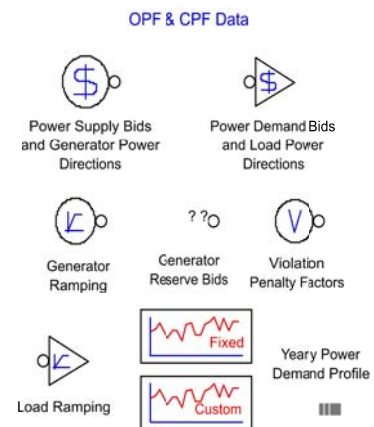 OPF & CPF Data
$
$
Power Supply Bids
and Generator Power
Directions
Power Demand Bids
and Load Power
Directions
? ?
V
Generator
Ramping
Generator
Reserve Bids
Violation
Penalty Factors
Fixed
Custom
Load Ramping
Yeary Power
Demand Profile